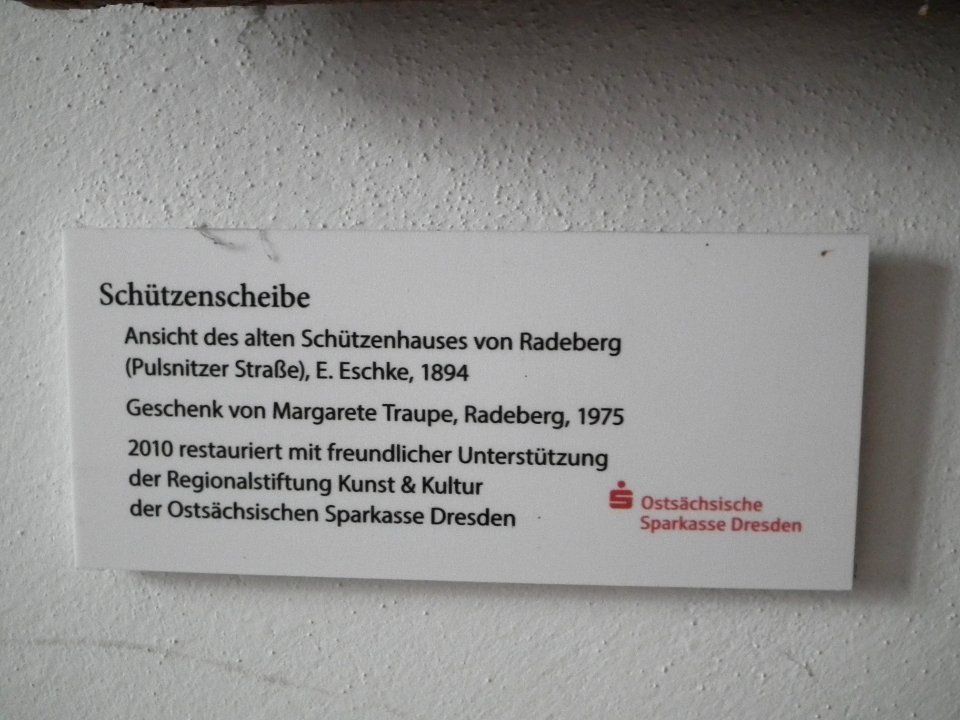 Schützenscheibe
Ansicht des alten Schützenhauses von Radeberg
(Pulsnitzer Straße), E. Eschke, 1894
Geschenk von Margarete Traupe, Radeberg, 1975
2010 restauriert mit freundlicher Unterstützung
der Regionalstiftung Kunst & Kultur
der Ostsächsischen Sparkasse Dresden
Ostsächsische
Sparkasse Dresden